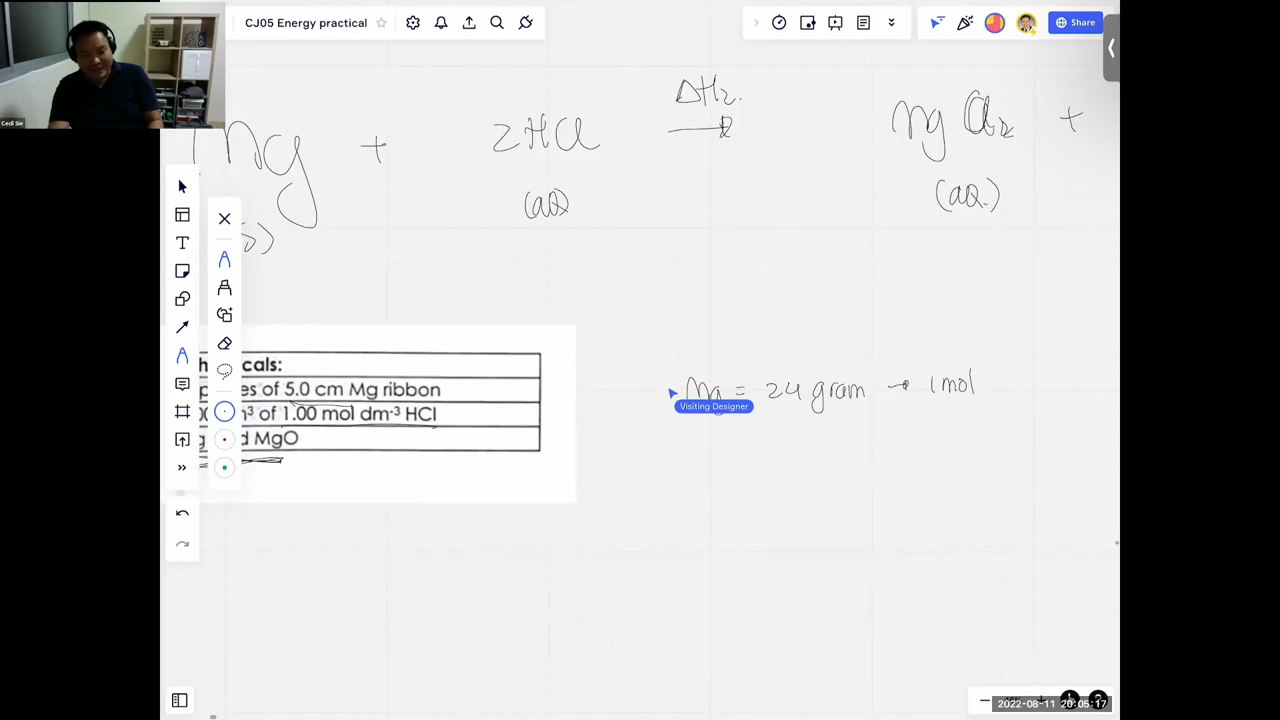 CJ05 Energy practical
Share
Cecil Sie
ΔH2.
Mg + 2HCl → MgCl2 +
(s) (aq) (aq.)
cals:
es of 5.0 cm Mg ribbon
m³ of 1.00 mol dm-³ HCl
d MgO
Mg = 24 gram → 1 mol
Visiting Designer
2022-08-11 20:05:17